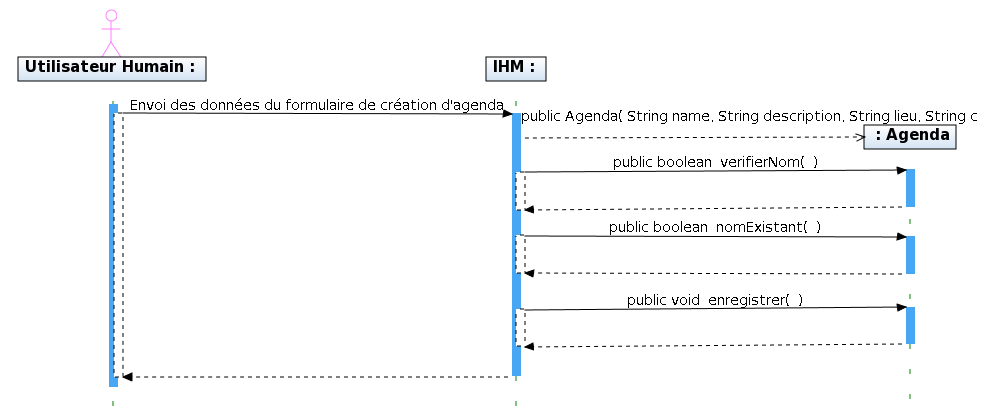 Utilisateur Humain :
IHM :
Envoi des données du formulaire de création d'agenda
public Agenda( String name, String description, String lieu, String c
: Agenda
public boolean verifierNom( )
public boolean nomExistant( )
public void enregistrer( )